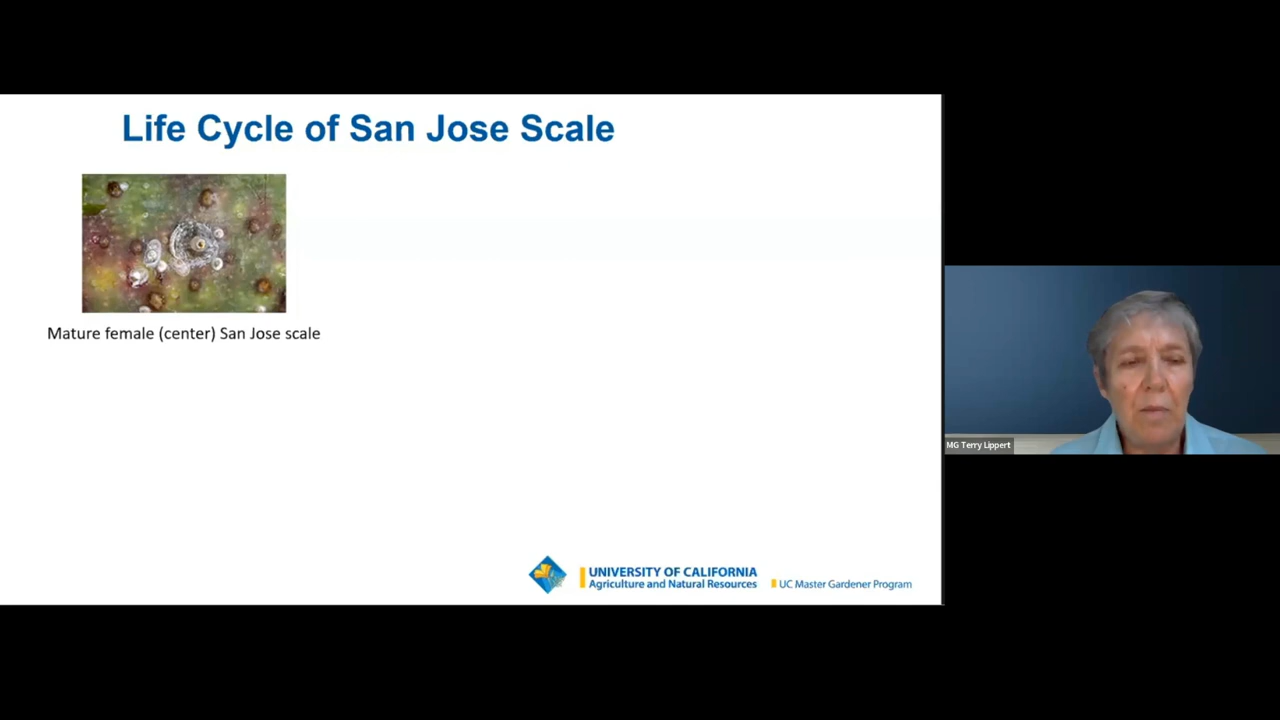 Life Cycle of San Jose Scale
Mature female (center) San Jose scale
MG Terry Lippert
UNIVERSITY OF CALIFORNIA
Agriculture and Natural Resources
UC Master Gardener Program